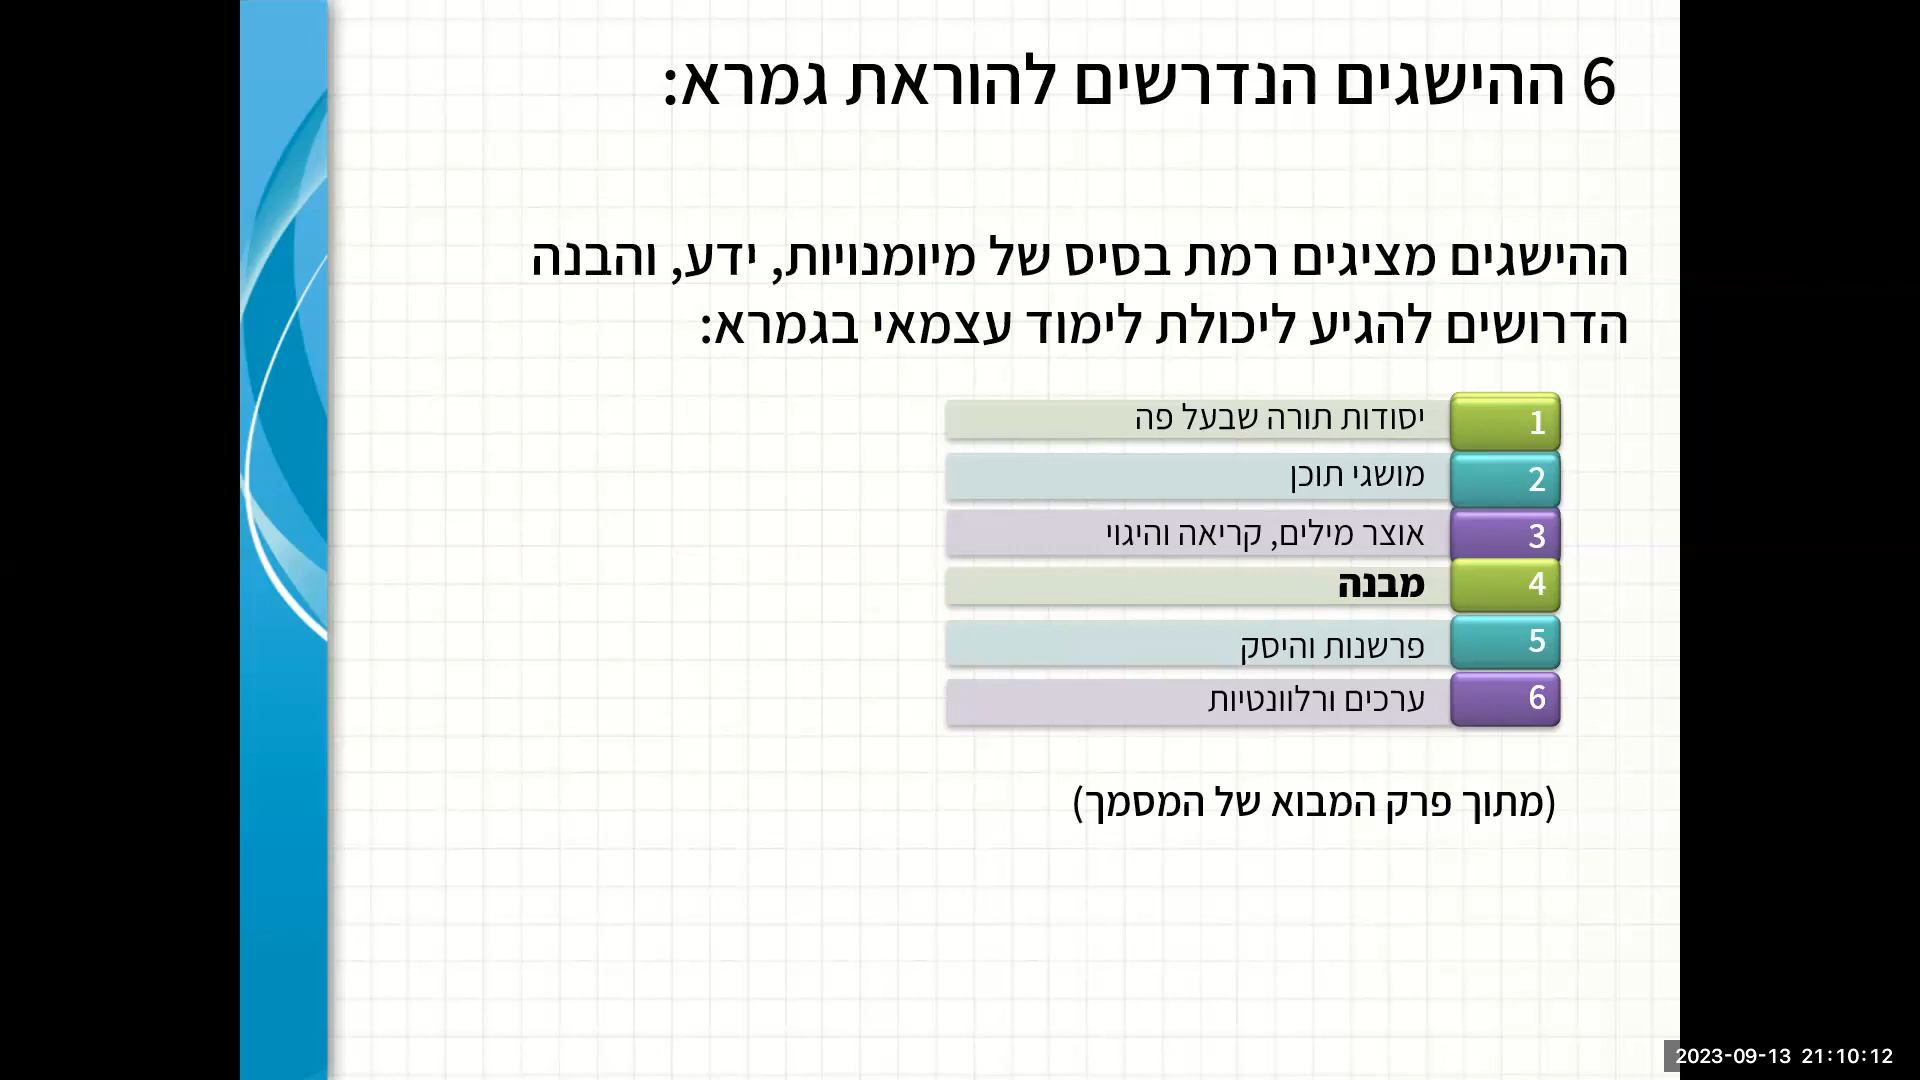 6 ההישגים הנדרשים להוראת גמרא:
ההישגים מציגים רמת בסיס של מיומנויות, ידע, והבנה
הדרושים להגיע ליכולת לימוד עצמאי בגמרא:
1 יסודות תורה שבעל פה
2 מושגי תוכן
3 אוצר מילים, קריאה והיגוי
4 מבנה
5 פרשנות והיסק
6 ערכים ורלוונטיות
(מתוך פרק המבוא של המסמך)
2023-09-13 21:10:12